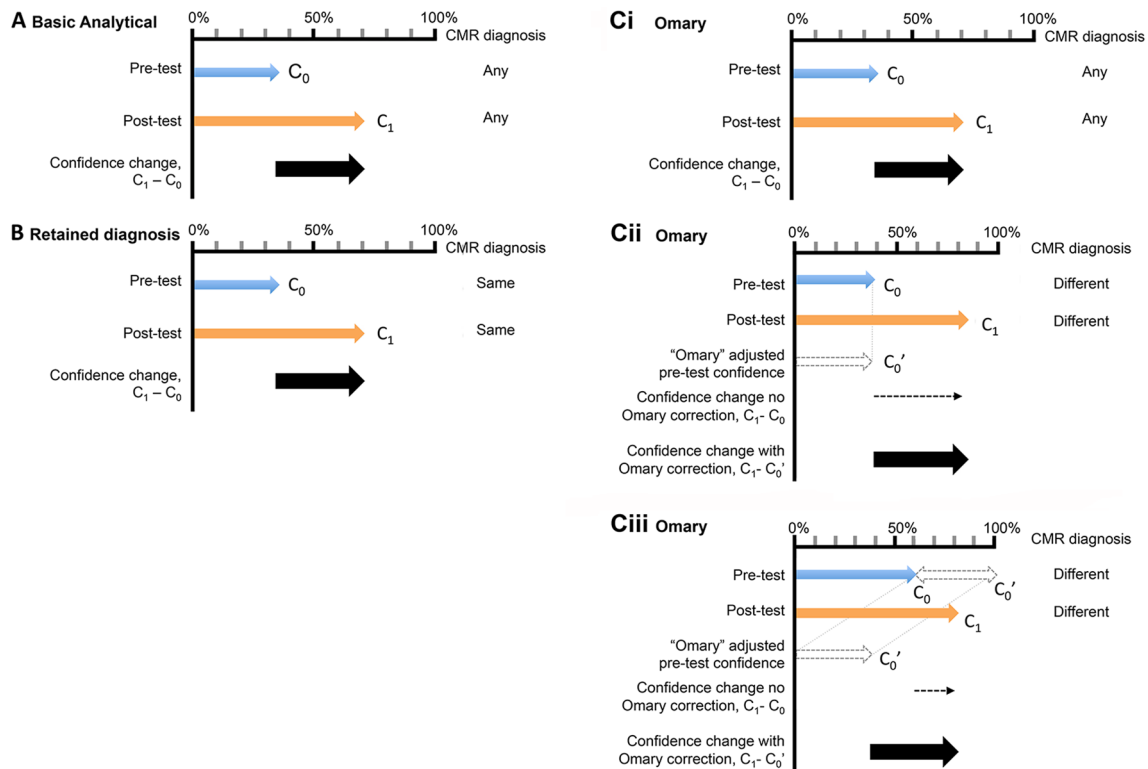 A Basic Analytical
0% 50% 100%
CMR diagnosis
Pre-test C₀ Any
Post-test C₁ Any
Confidence change,
C₁ – C₀
B Retained diagnosis
0% 50% 100%
CMR diagnosis
Pre-test C₀ Same
Post-test C₁ Same
Confidence change,
C₁ – C₀
Ci Omary
0% 50% 100%
CMR diagnosis
Pre-test C₀ Any
Post-test C₁ Any
Confidence change,
C₁ – C₀
Cii Omary
0% 50% 100%
CMR diagnosis
Pre-test C₀ Different
Post-test C₁ Different
“Omary” adjusted
pre-test confidence C₀’
Confidence change no
Omary correction, C₁- C₀
Confidence change with
Omary correction, C₁- C₀’
Ciii Omary
0% 50% 100%
CMR diagnosis
Pre-test C₀ C₀’ Different
Post-test C₁ Different
“Omary” adjusted
pre-test confidence C₀’
Confidence change no
Omary correction, C₁- C₀
Confidence change with
Omary correction, C₁- C₀’